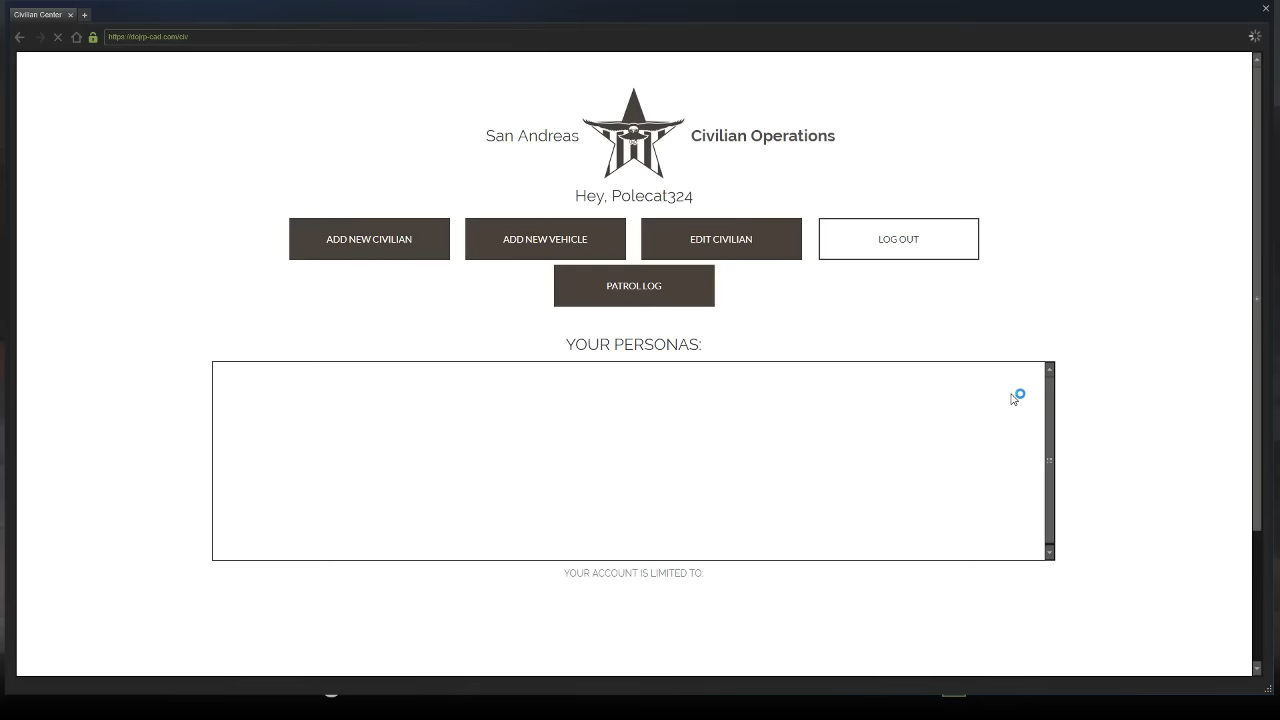 Civilian Center
https://dojrp-cad.com/civ
San Andreas Civilian Operations
Hey, Polecat324
ADD NEW CIVILIAN ADD NEW VEHICLE EDIT CIVILIAN LOG OUT
PATROL LOG
YOUR PERSONAS:
YOUR ACCOUNT IS LIMITED TO: